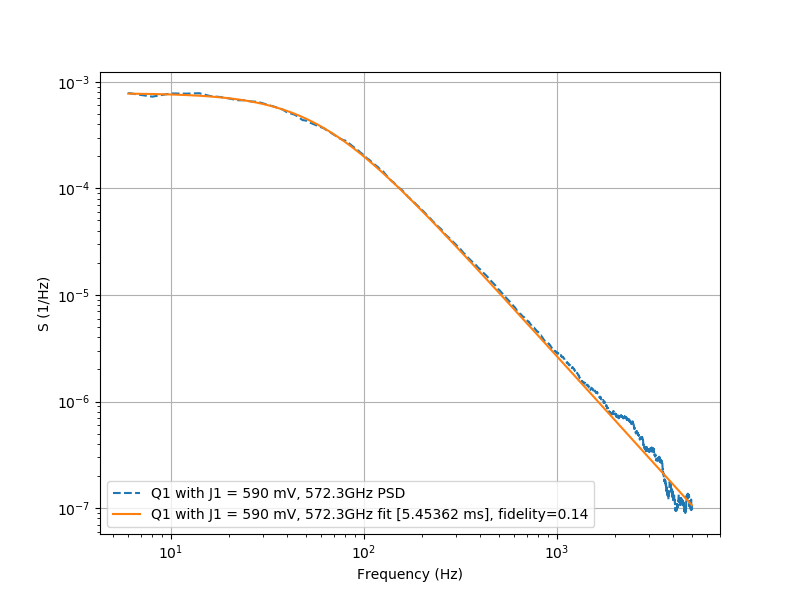 10⁻³
10⁻⁴
10⁻⁵
10⁻⁶
10⁻⁷
S (1/Hz)
Q1 with J1 = 590 mV, 572.3GHz PSD
Q1 with J1 = 590 mV, 572.3GHz fit [5.45362 ms], fidelity=0.14
10¹ 10² 10³
Frequency (Hz)